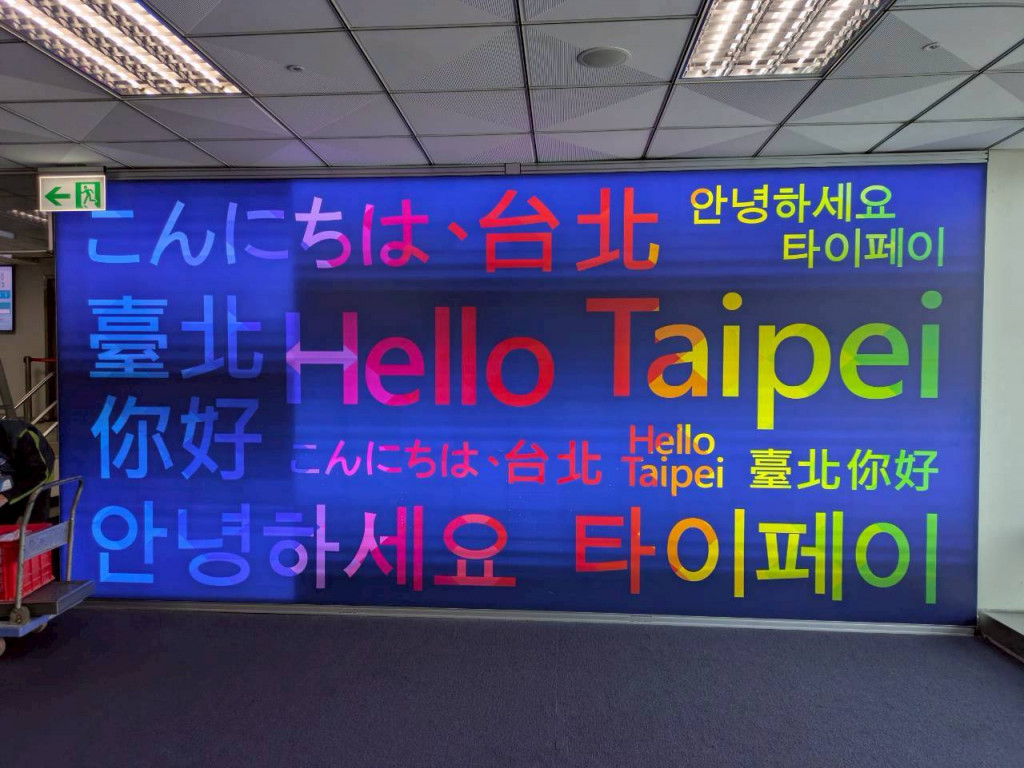 こんにちは、台北
안녕하세요
타이페이
臺北
你好
Hello Taipei
こんにちは、台北
Hello
Taipei
臺北你好
안녕하세요 타이페이